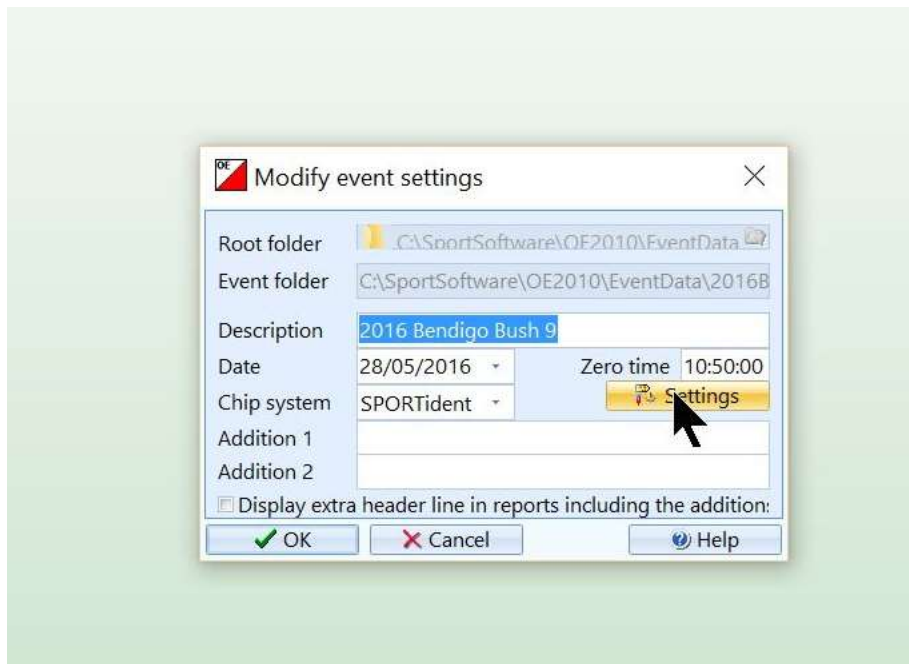 OE
Modify event settings
Root folder C:\SportSoftware\OE2010\EventData
Event folder C:\SportSoftware\OE2010\EventData\2016B
Description 2016 Bendigo Bush 9
Date 28/05/2016 Zero time 10:50:00
Chip system SPORTident Settings
Addition 1
Addition 2
Display extra header line in reports including the addition:
OK Cancel Help